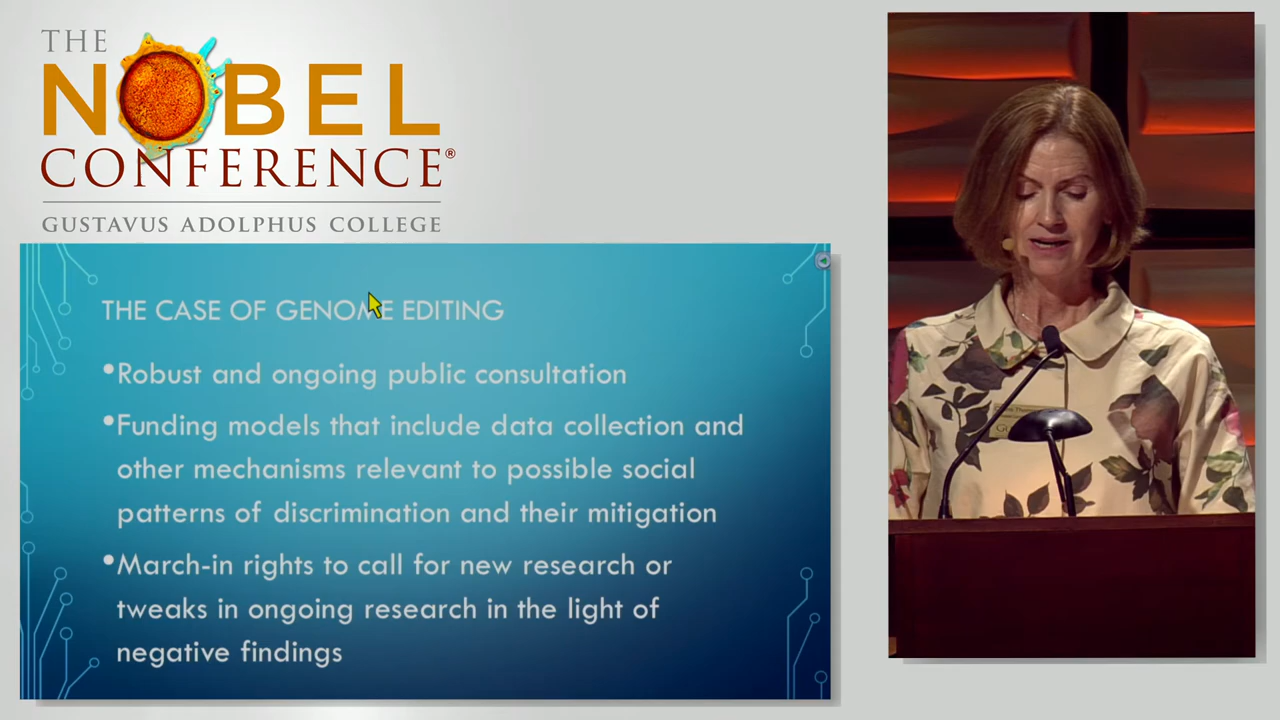 THE
NOBEL
CONFERENCE®
GUSTAVUS ADOLPHUS COLLEGE
THE CASE OF GENOME EDITING
•Robust and ongoing public consultation
•Funding models that include data collection and
other mechanisms relevant to possible social
patterns of discrimination and their mitigation
•March-in rights to call for new research or
tweaks in ongoing research in the light of
negative findings